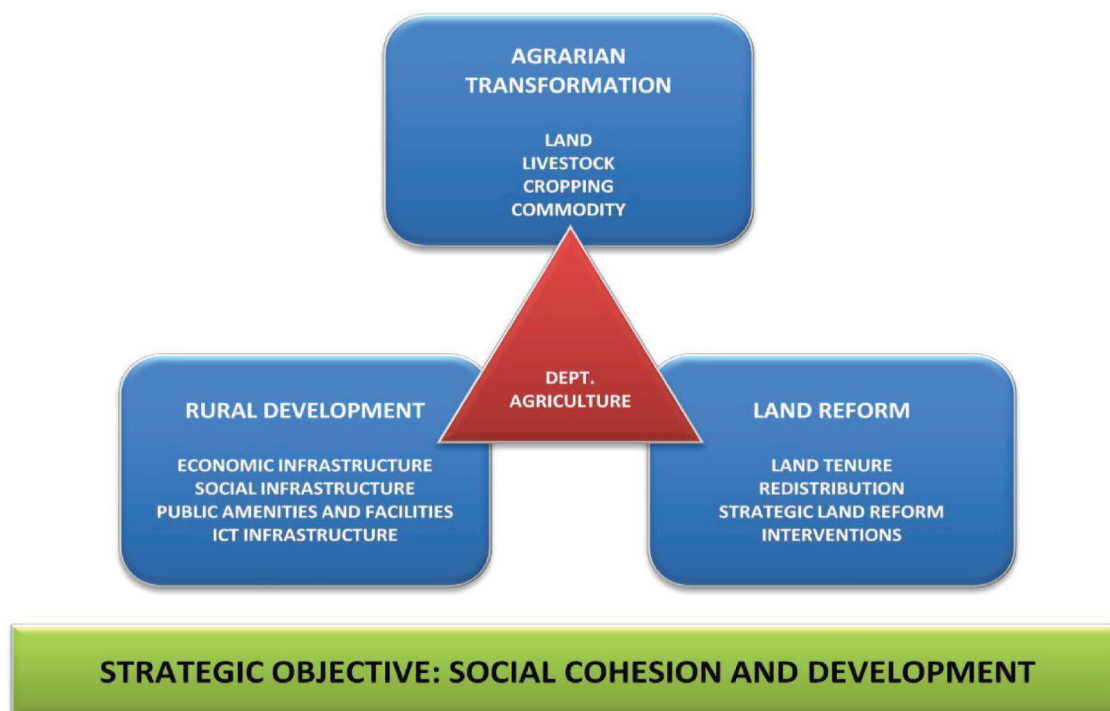 AGRARIAN
TRANSFORMATION
LAND
LIVESTOCK
CROPPING
COMMODITY
DEPT.
AGRICULTURE
RURAL DEVELOPMENT
ECONOMIC INFRASTRUCTURE
SOCIAL INFRASTRUCTURE
PUBLIC AMENITIES AND FACILITIES
ICT INFRASTRUCTURE
LAND REFORM
LAND TENURE
REDISTRIBUTION
STRATEGIC LAND REFORM
INTERVENTIONS
STRATEGIC OBJECTIVE: SOCIAL COHESION AND DEVELOPMENT